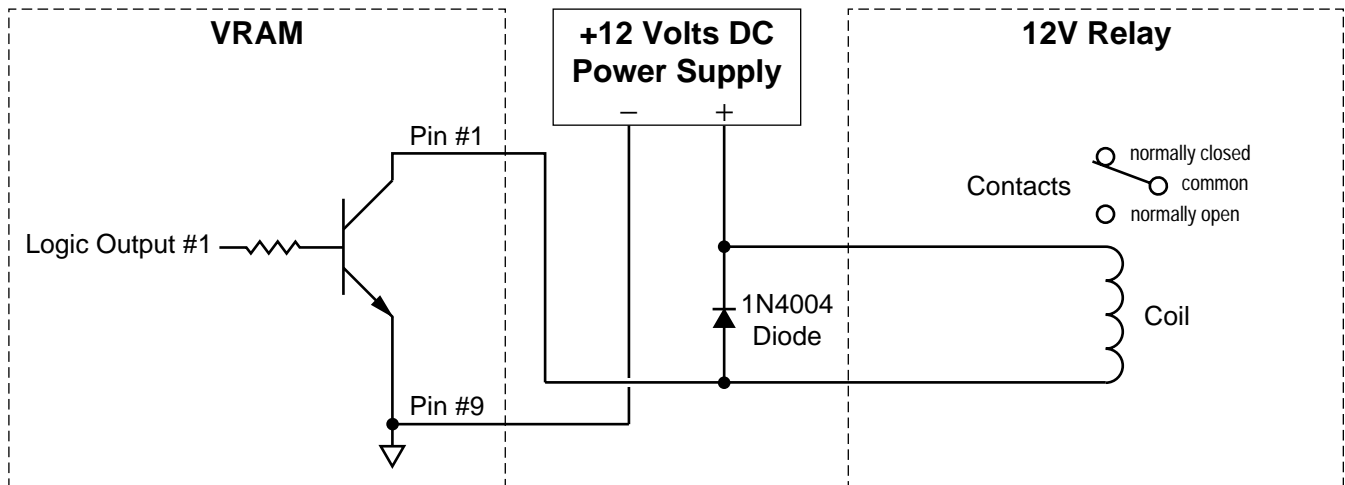 VRAM
+12 Volts DC
Power Supply
12V Relay
− +
Pin #1
Contacts
normally closed
common
normally open
Logic Output #1
1N4004
Diode
Coil
Pin #9